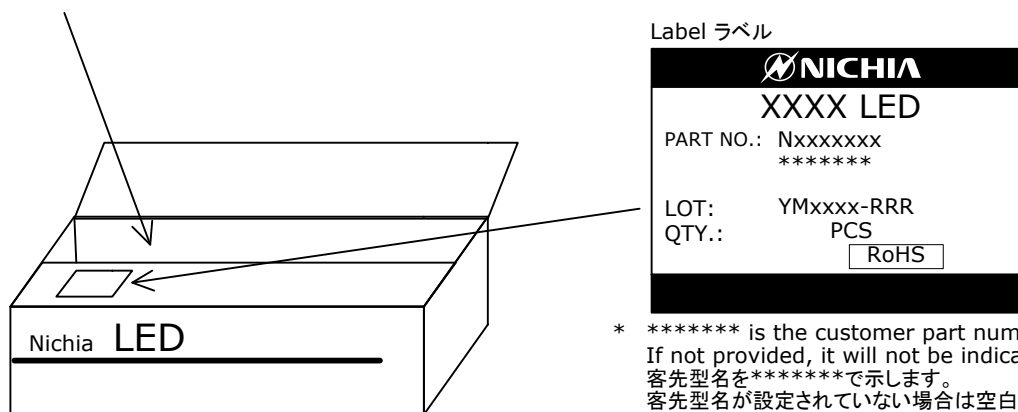 Label ラベル
NICHIA
XXXX LED
PART NO.: Nxxxxxxx
*******
LOT: YMxxxx-RRR
QTY.: PCS
RoHS
Nichia LED
* ******* is the customer part num
If not provided, it will not be indica
客先型名を*******で示します。
客先型名が設定されていない場合は空白